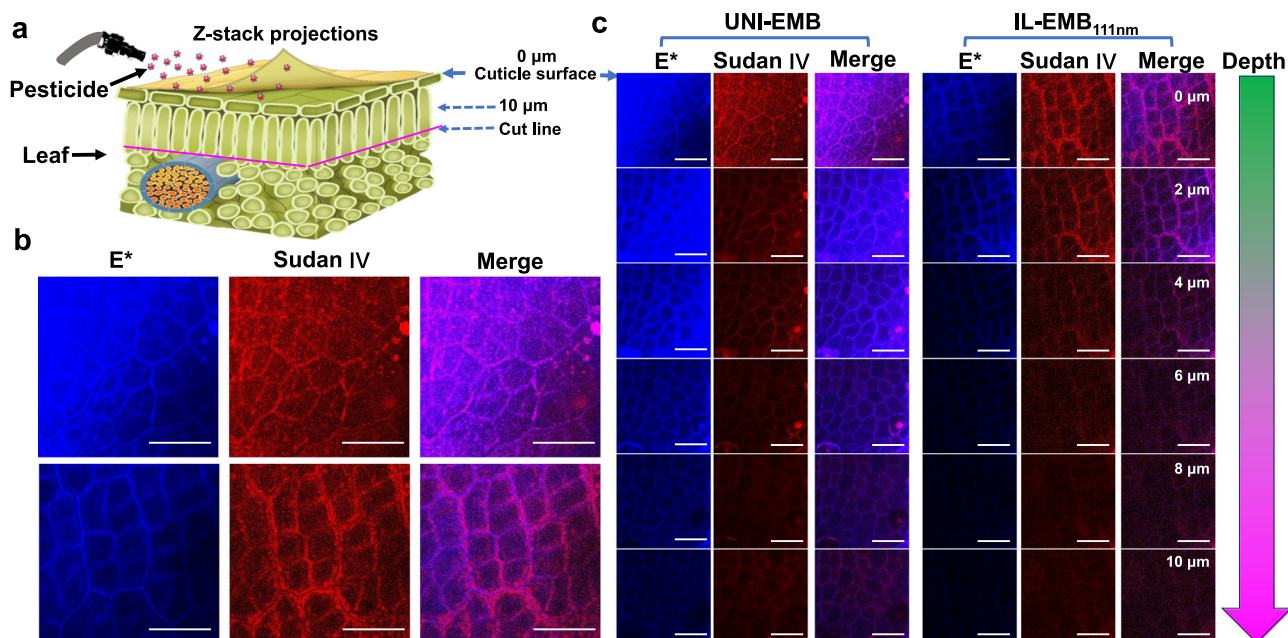 a
Z-stack projections
Pesticide
Leaf
0 μm
Cuticle surface
10 μm
Cut line
b
E*
Sudan IV
Merge
c
UNI-EMB
IL-EMB111nm
E*
Sudan IV
Merge
E*
Sudan IV
Merge
Depth
0 μm
2 μm
4 μm
6 μm
8 μm
10 μm